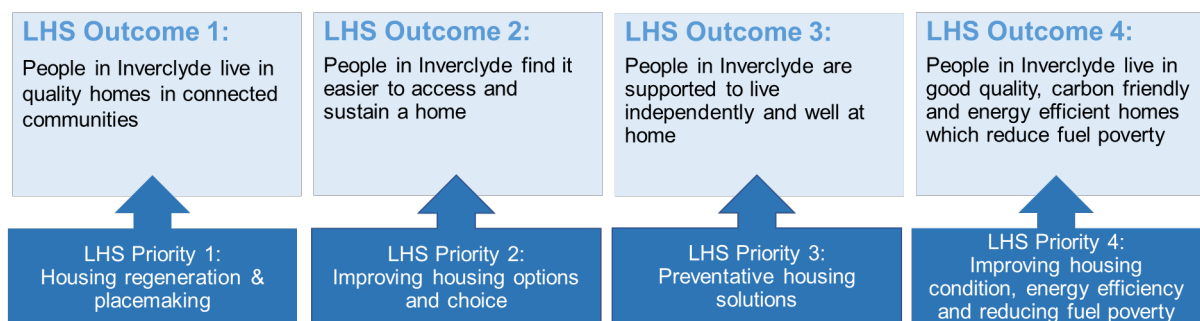 LHS Outcome 1:
People in Inverclyde live in
quality homes in connected
communities
LHS Outcome 2:
People in Inverclyde find it
easier to access and
sustain a home
LHS Outcome 3:
People in Inverclyde are
supported to live
independently and well at
home
LHS Outcome 4:
People in Inverclyde live in
good quality, carbon friendly
and energy efficient homes
which reduce fuel poverty
LHS Priority 1:
Housing regeneration &
placemaking
LHS Priority 2:
Improving housing options
and choice
LHS Priority 3:
Preventative housing
solutions
LHS Priority 4:
Improving housing
condition, energy efficiency
and reducing fuel poverty